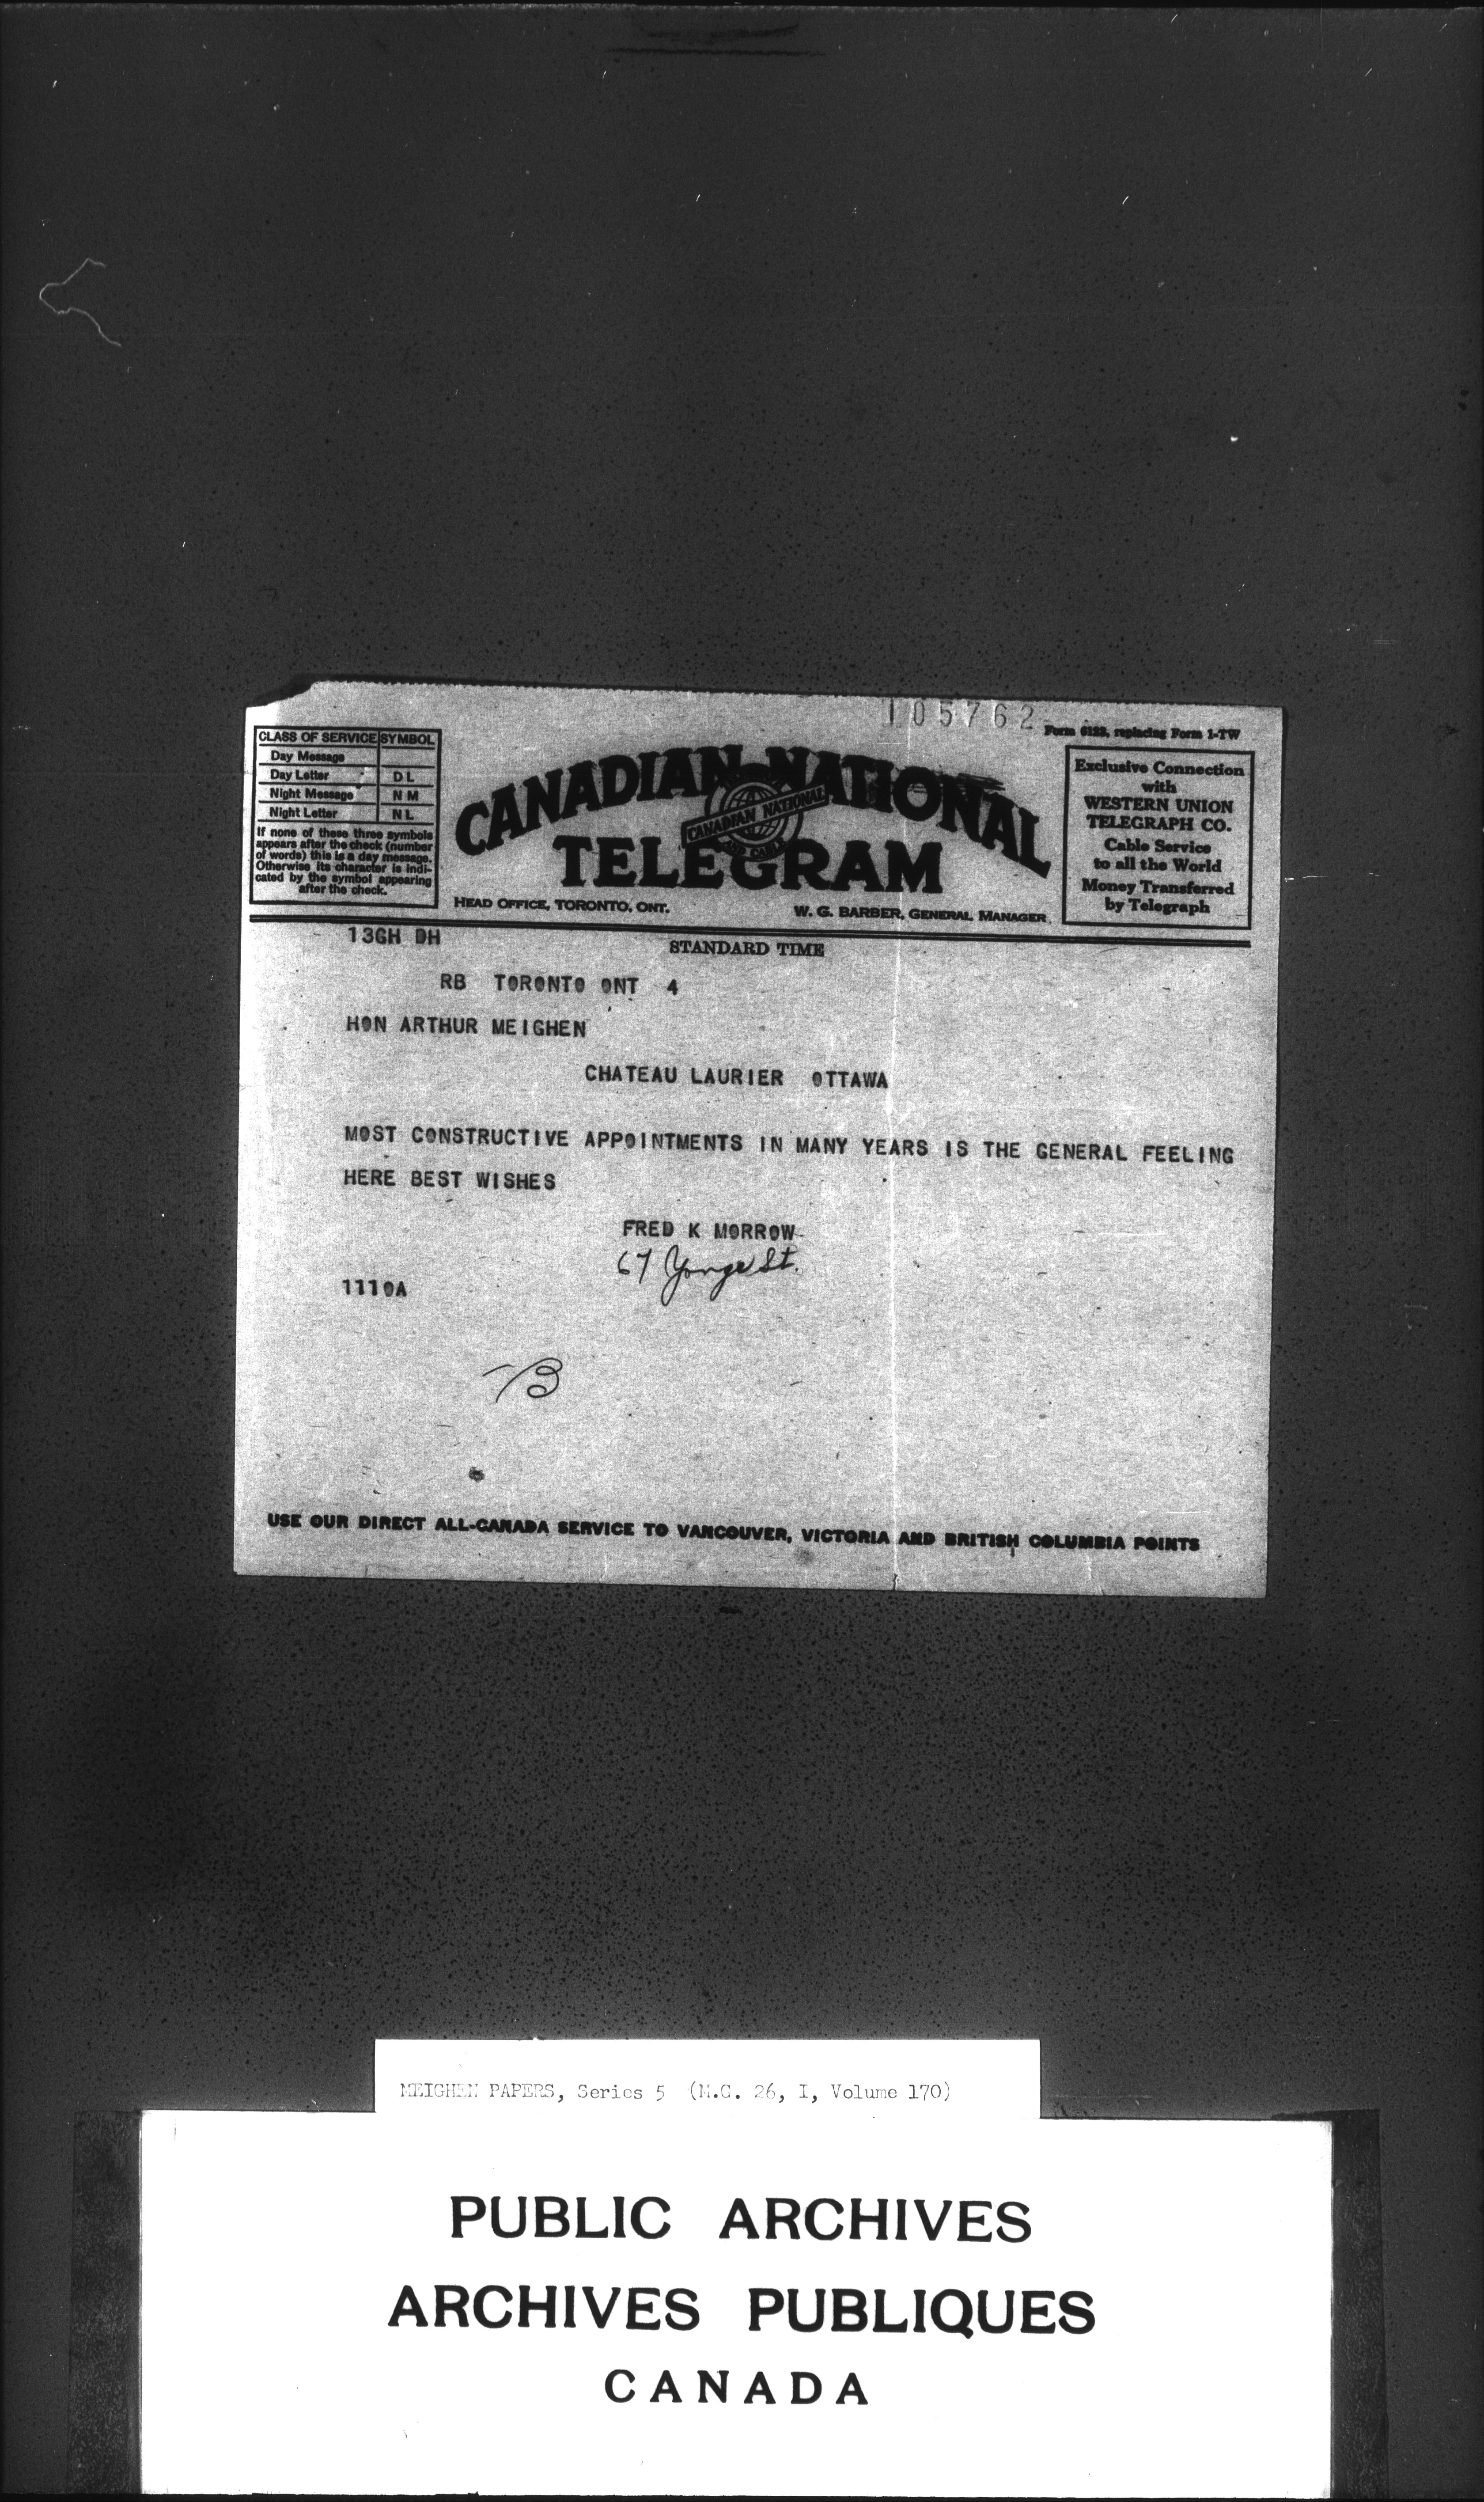 105762
Form 6123, replacing Form 1-TW
CLASS OF SERVICE SYMBOL
Day Message
Day Letter D L
Night Message N M
Night Letter N L
If none of these three symbols
appears after the check (number
of words) this is a day message.
Otherwise its character is indi-
cated by the symbol appearing
after the check.
CANADIAN NATIONAL
CANADIAN NATIONAL
TELEGRAM
HEAD OFFICE, TORONTO, ONT.
W. G. BARBER, GENERAL MANAGER
Exclusive Connection
with
WESTERN UNION
TELEGRAPH CO.
Cable Service
to all the World
Money Transferred
by Telegraph
13GH DH
STANDARD TIME
RB TORONTO ONT 4
HON ARTHUR MEIGHEN
CHATEAU LAURIER OTTAWA
MOST CONSTRUCTIVE APPOINTMENTS IN MANY YEARS IS THE GENERAL FEELING
HERE BEST WISHES
FRED K MORROW
67 Yonge St.
1110A
B
USE OUR DIRECT ALL-CANADA SERVICE TO VANCOUVER, VICTORIA AND BRITISH COLUMBIA POINTS
MEIGHEN PAPERS, Series 5 (M.G. 26, I, Volume 170)
PUBLIC ARCHIVES
ARCHIVES PUBLIQUES
CANADA